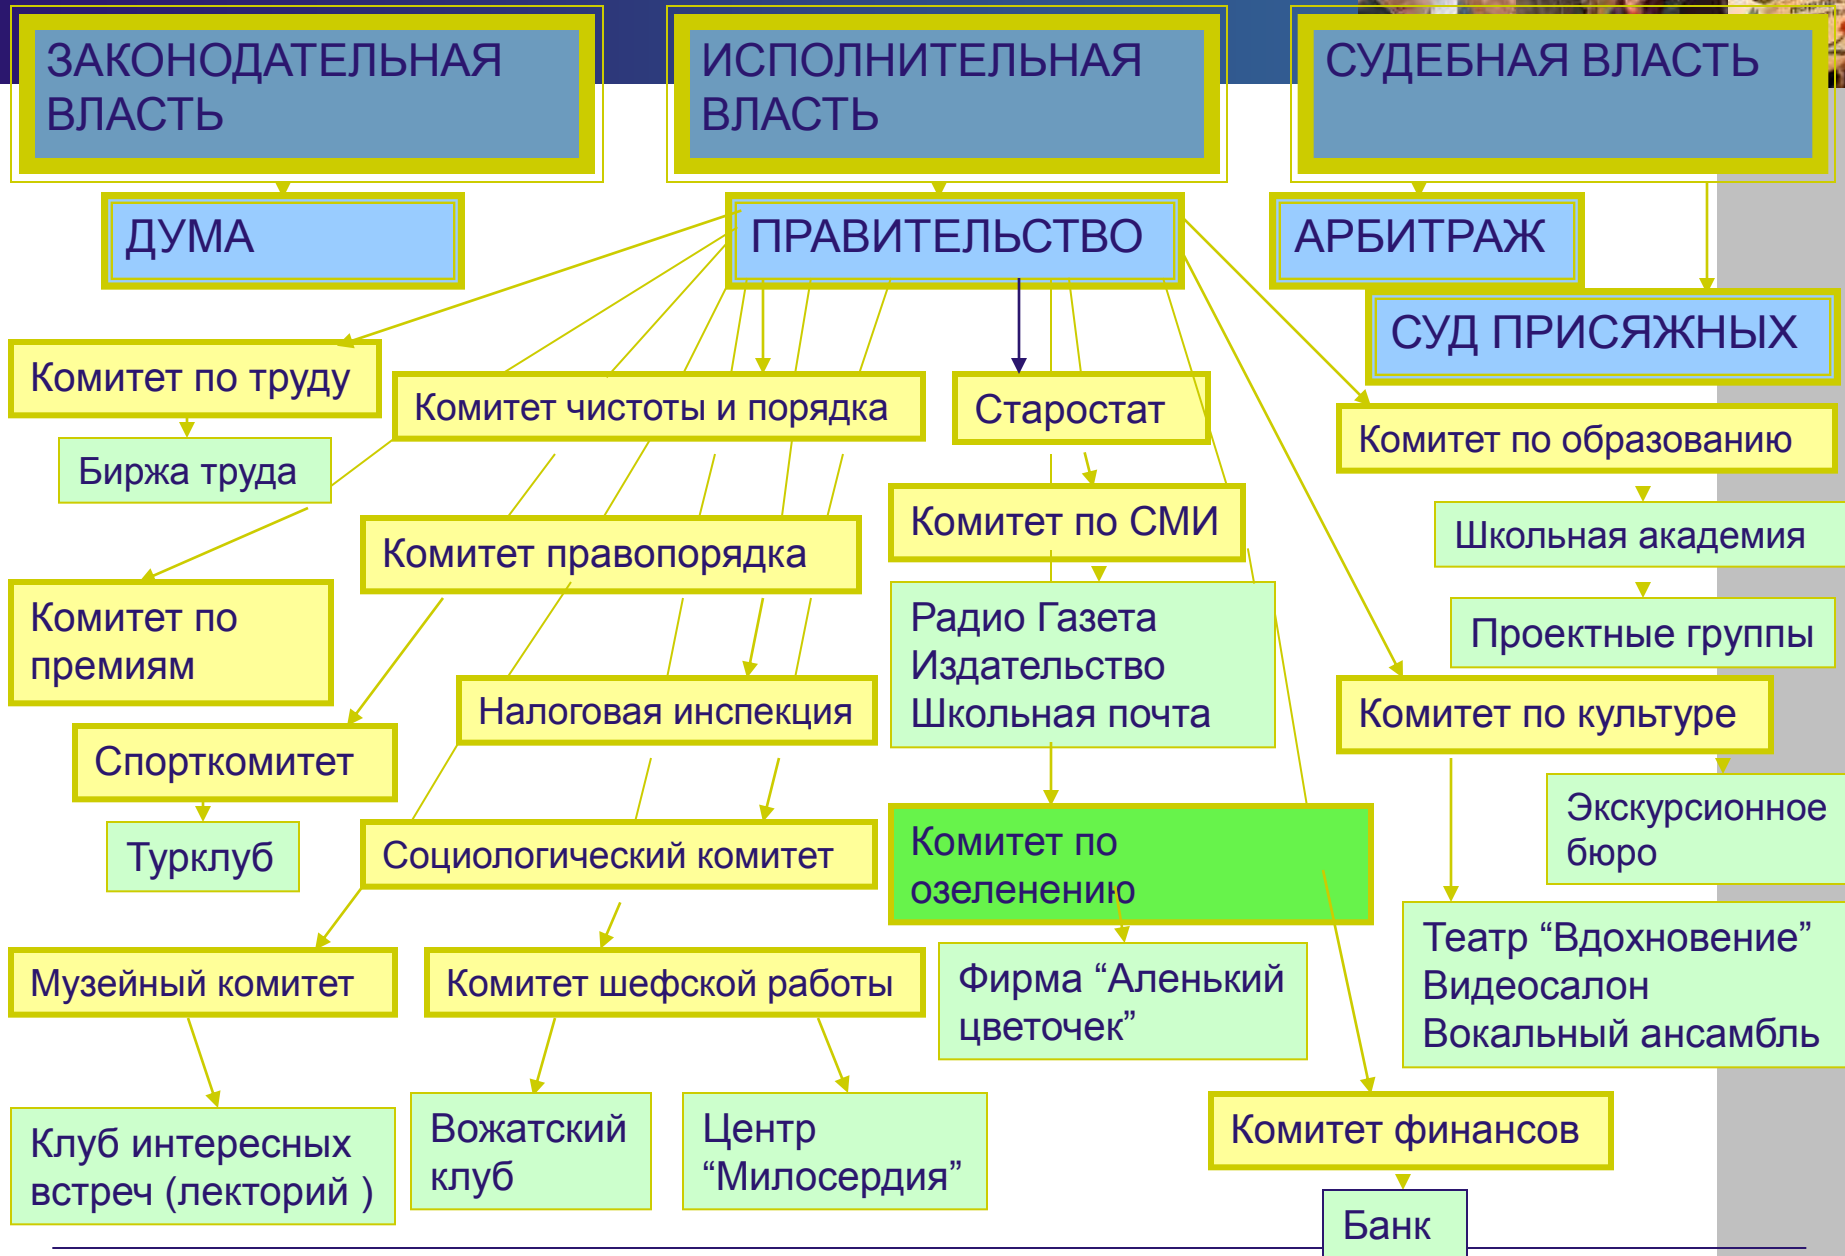 ЗАКОНОДАТЕЛЬНАЯ
ВЛАСТЬ
ИСПОЛНИТЕЛЬНАЯ
ВЛАСТЬ
СУДЕБНАЯ ВЛАСТЬ
ДУМА
ПРАВИТЕЛЬСТВО
АРБИТРАЖ
СУД ПРИСЯЖНЫХ
Комитет по труду
Комитет чистоты и порядка
Старостат
Комитет по образованию
Биржа труда
Комитет по СМИ
Школьная академия
Комитет правопорядка
Комитет по
премиям
Радио Газета
Издательство
Школьная почта
Проектные группы
Налоговая инспекция
Комитет по культуре
Спорткомитет
Экскурсионное
бюро
Турклуб
Социологический комитет
Комитет по
озеленению
Театр “Вдохновение”
Видеосалон
Вокальный ансамбль
Музейный комитет
Комитет шефской работы
Фирма “Аленький
цветочек”
Клуб интересных
встреч (лекторий )
Вожатский
клуб
Центр
“Милосердия”
Комитет финансов
Банк